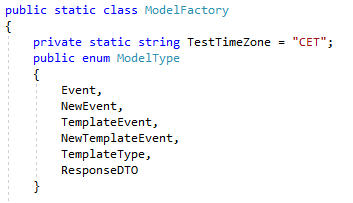 public static class ModelFactory
{
private static string TestTimeZone = "CET";
public enum ModelType
{
Event,
NewEvent,
TemplateEvent,
NewTemplateEvent,
TemplateType,
ResponseDTO
}